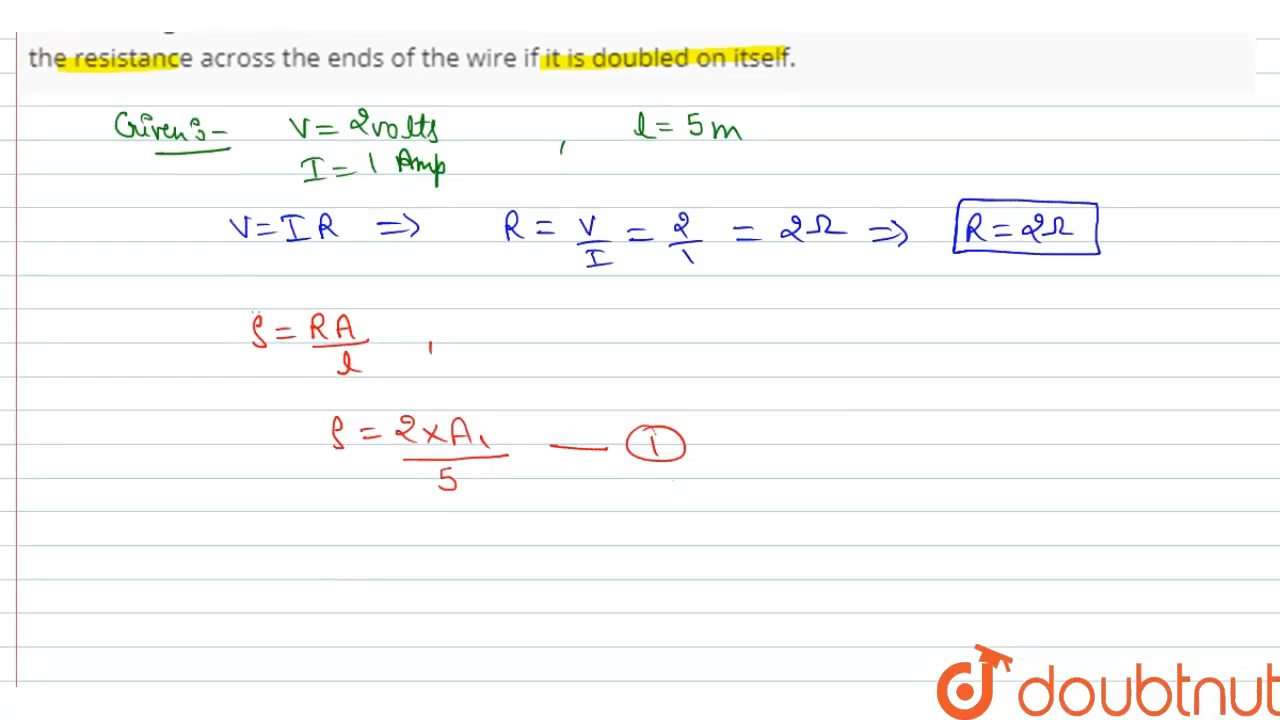 the resistance across the ends of the wire if it is doubled on itself.
Given:- V = 2 volts , l = 5 m
I = 1 Amp
V = I R ⇒ R = V/I = 2/1 = 2Ω ⇒ R = 2Ω
ρ = RA/l ,
ρ = 2×A₁/5 — ①
doubtnut